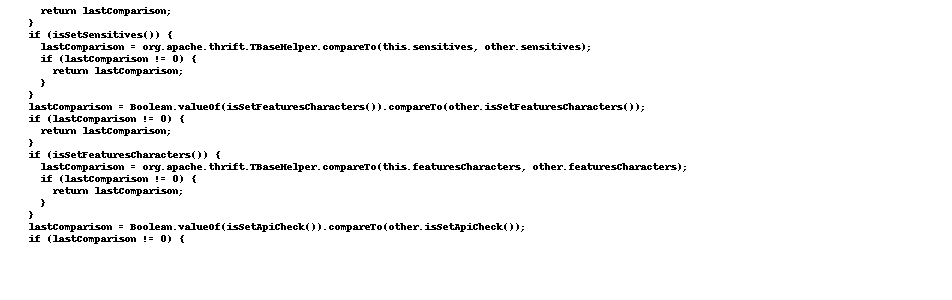 return lastComparison;
}
if (isSetSensitives()) {
lastComparison = org.apache.thrift.TBaseHelper.compareTo(this.sensitives, other.sensitives);
if (lastComparison != 0) {
return lastComparison;
}
}
lastComparison = Boolean.valueOf(isSetFeaturesCharacters()).compareTo(other.isSetFeaturesCharacters());
if (lastComparison != 0) {
return lastComparison;
}
if (isSetFeaturesCharacters()) {
lastComparison = org.apache.thrift.TBaseHelper.compareTo(this.featuresCharacters, other.featuresCharacters);
if (lastComparison != 0) {
return lastComparison;
}
}
lastComparison = Boolean.valueOf(isSetApiCheck()).compareTo(other.isSetApiCheck());
if (lastComparison != 0) {